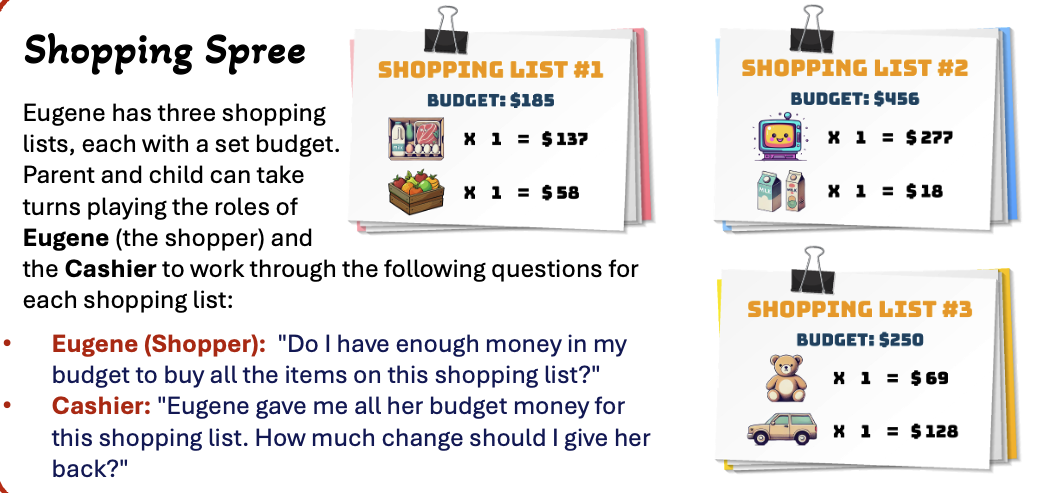 Shopping Spree
Eugene has three shopping
lists, each with a set budget.
Parent and child can take
turns playing the roles of
Eugene (the shopper) and
the Cashier to work through the following questions for
each shopping list:
• Eugene (Shopper): "Do I have enough money in my
budget to buy all the items on this shopping list?"
• Cashier: "Eugene gave me all her budget money for
this shopping list. How much change should I give her
back?"
SHOPPING LIST #1
BUDGET: $185
X 1 = $137
X 1 = $58
SHOPPING LIST #2
BUDGET: $456
X 1 = $277
MILK
X 1 = $18
SHOPPING LIST #3
BUDGET: $250
X 1 = $69
X 1 = $128